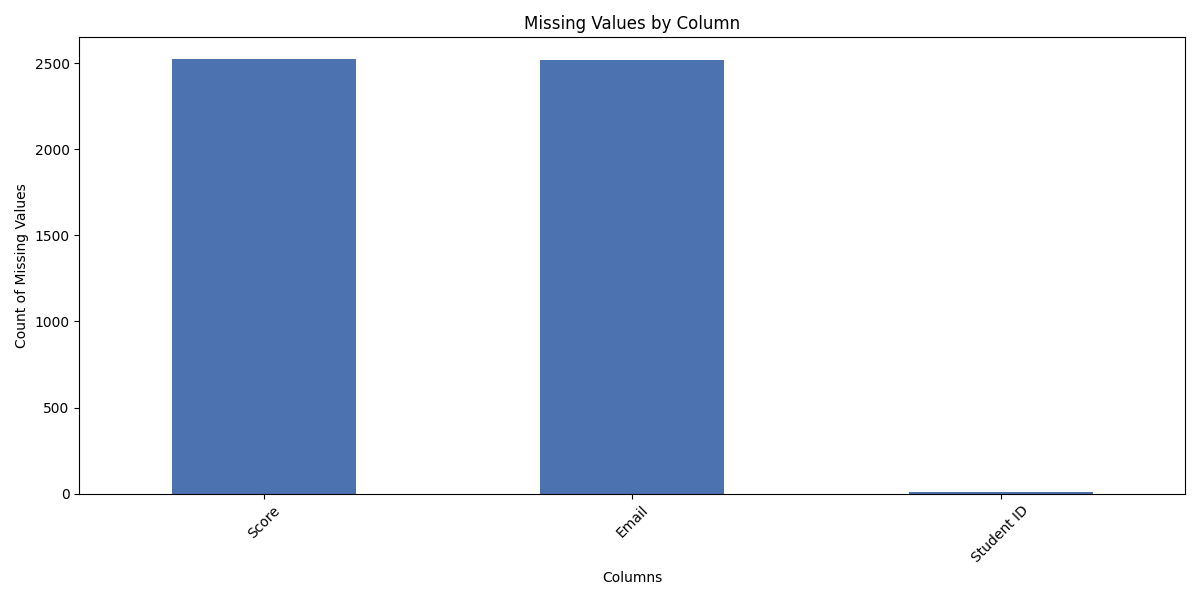 Missing Values by Column
Count of Missing Values
2500
2000
1500
1000
500
0
Score
Email
Student ID
Columns